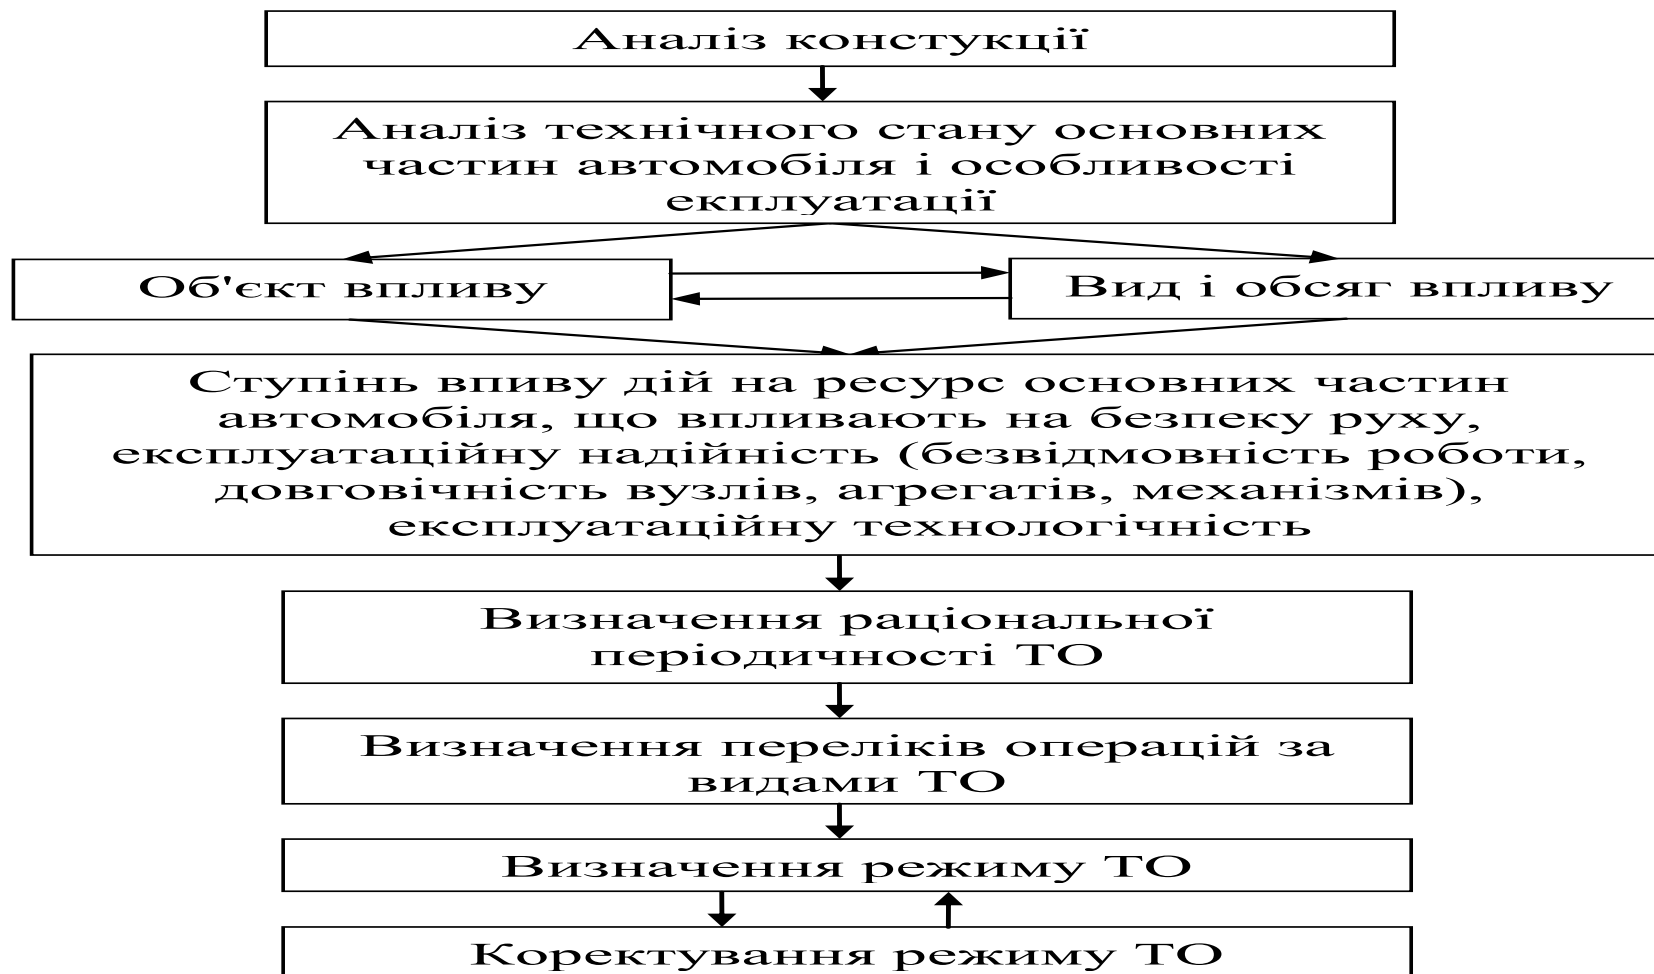 Аналіз констукції
Аналіз технічного стану основних
частин автомобіля і особливості
екплуатації
Об'єкт впливу
Вид і обсяг впливу
Ступінь впиву дій на ресурс основних частин
автомобіля, що впливають на безпеку руху,
експлуатаційну надійність (безвідмовність роботи,
довговічність вузлів, агрегатів, механізмів),
експлуатаційну технологічність
Визначення раціональної
періодичності ТО
Визначення переліків операцій за
видами ТО
Визначення режиму ТО
Коректування режиму ТО